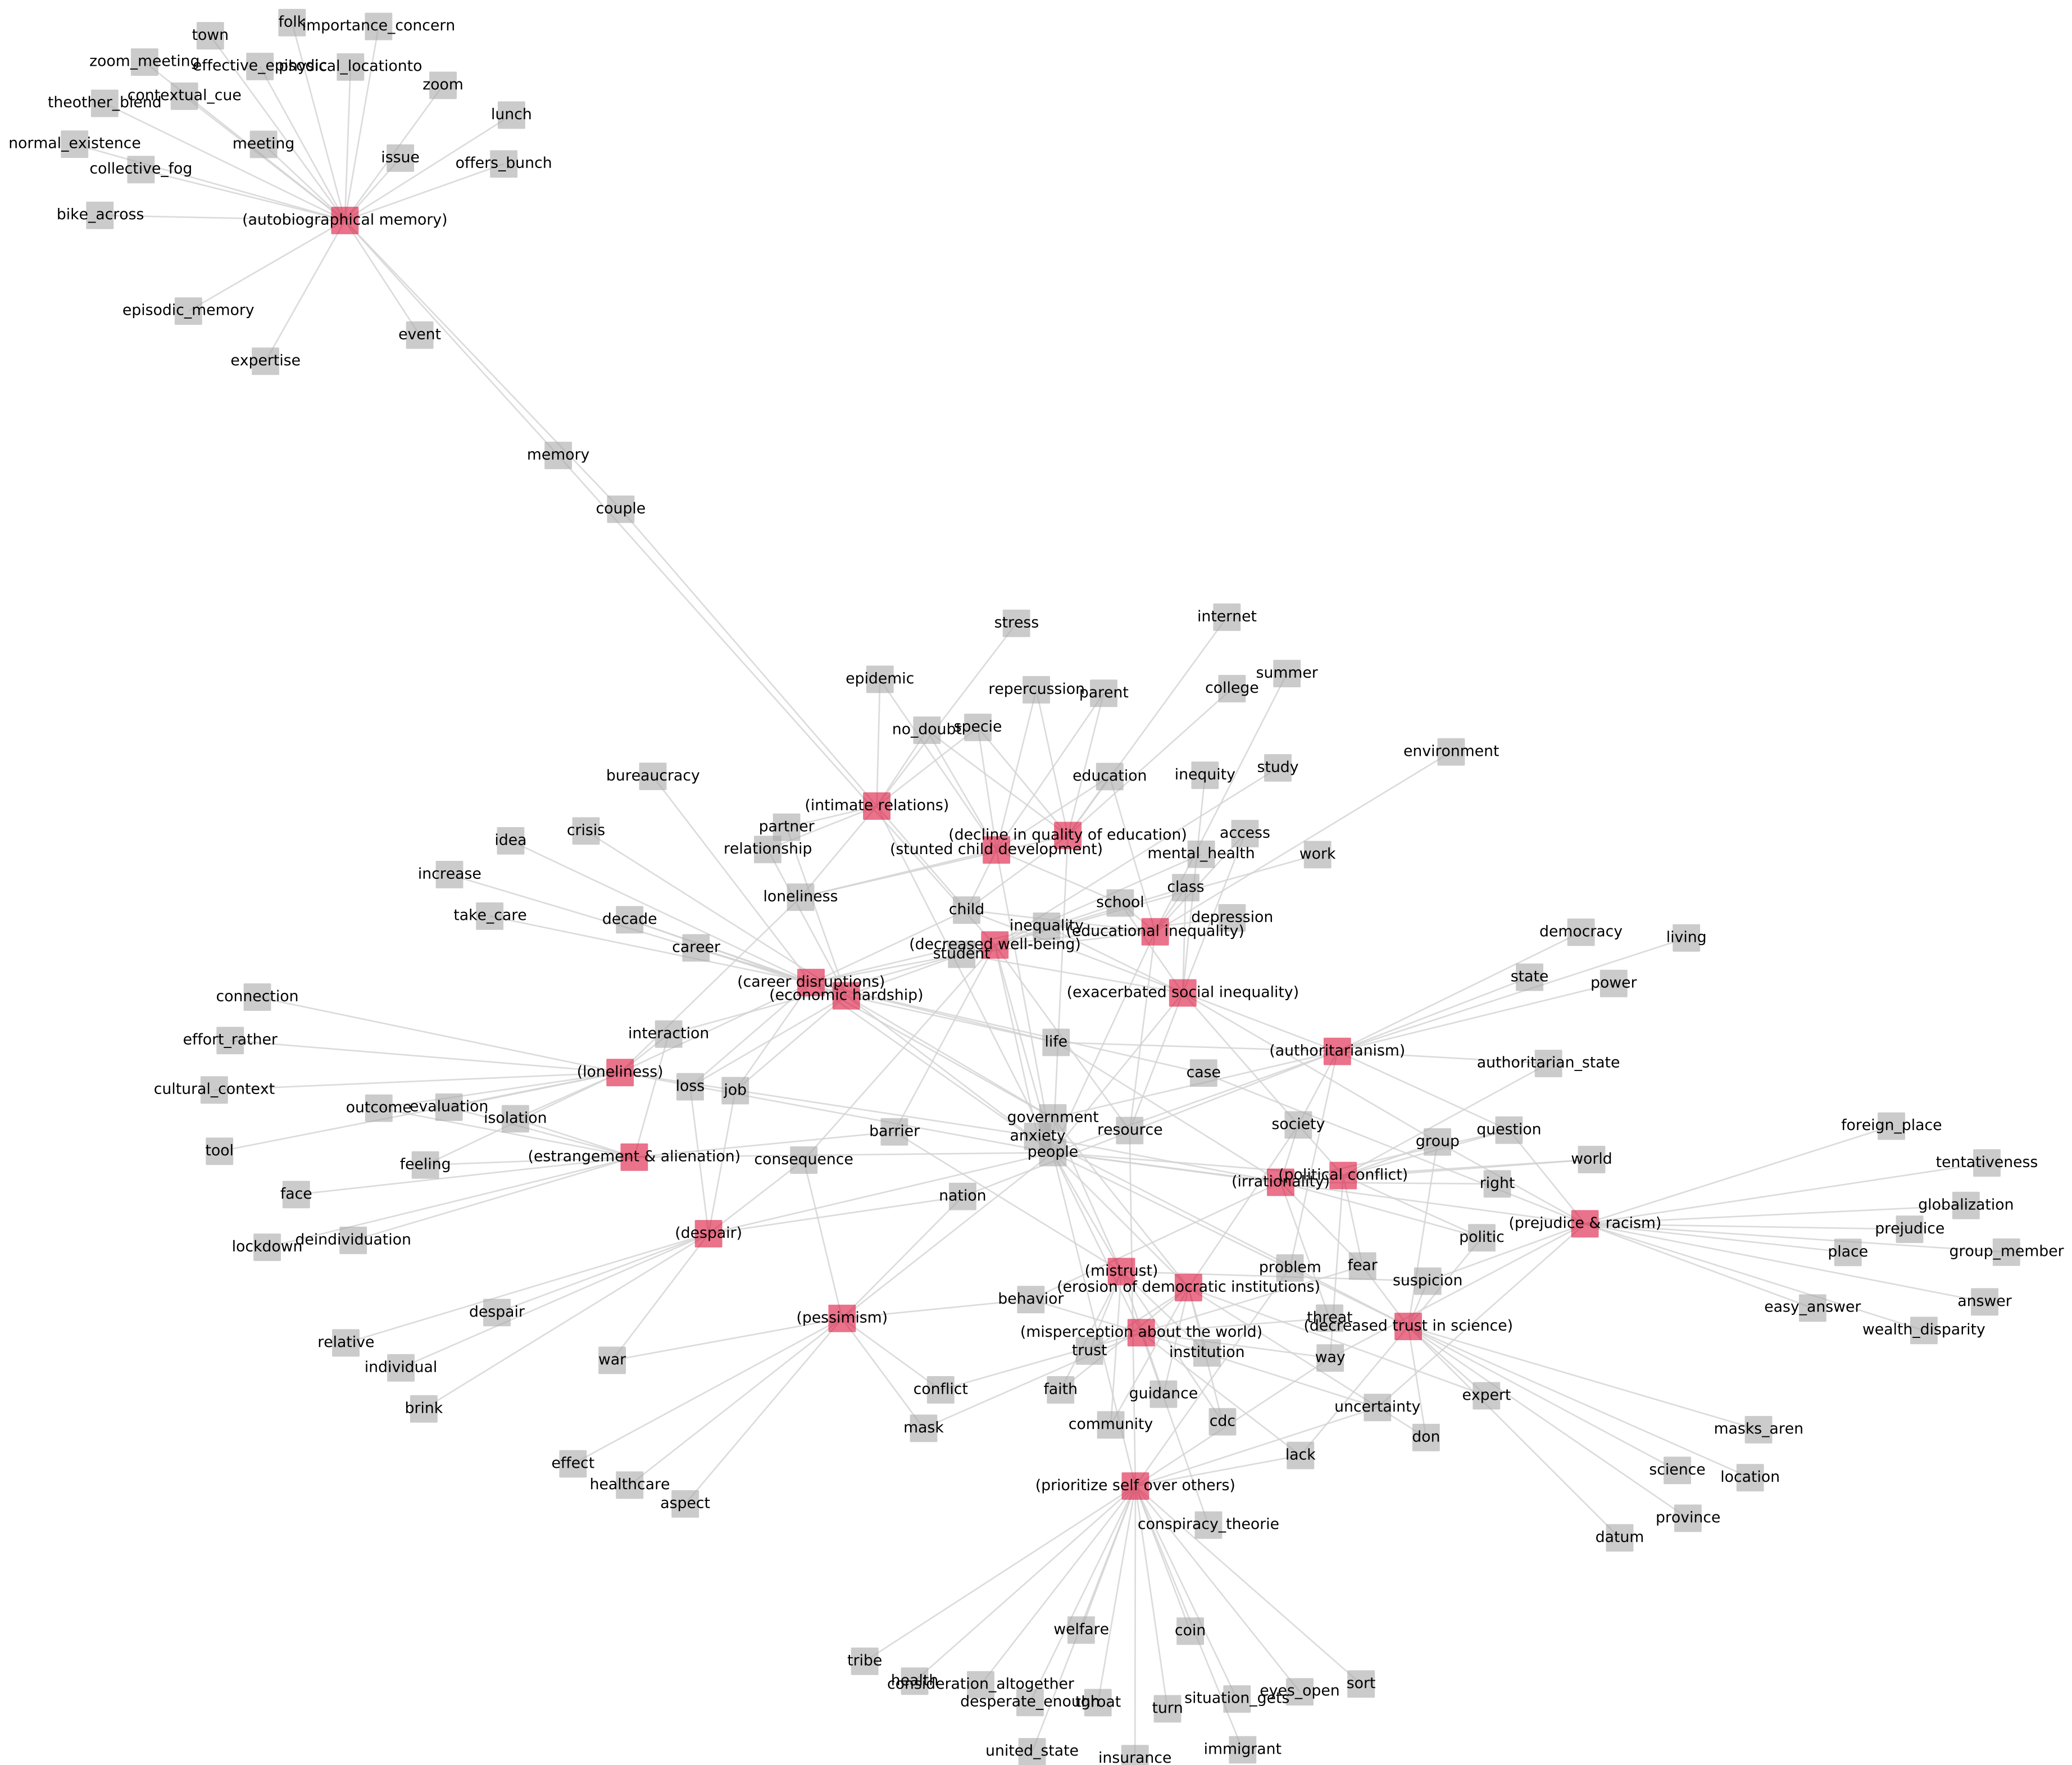 folk
importance_concern
town
zoom_meeting
effective_episodic
physical_locationto
zoom
theother_blend
contextual_cue
lunch
normal_existence
meeting
issue
offers_bunch
collective_fog
bike_across
(autobiographical memory)
episodic_memory
event
expertise
memory
couple
stress
internet
epidemic
repercussion
parent
college
summer
no_doubt
specie
environment
bureaucracy
education
inequity
study
(intimate relations)
idea
crisis
partner
(decline in quality of education)
access
relationship
(stunted child development)
mental_health
work
increase
loneliness
class
take_care
decade
child
school
depression
career
inequality
(educational inequality)
democracy
living
(decreased well-being)
student
state
power
(career disruptions)
(economic hardship)
(exacerbated social inequality)
connection
effort_rather
interaction
life
(authoritarianism)
authoritarian_state
(loneliness)
case
cultural_context
loss
job
outcome
evaluation
isolation
government
anxiety
resource
society
group
question
foreign_place
barrier
tool
people
feeling
(estrangement & alienation)
consequence
world
tentativeness
face
nation
(irrationality)
(political conflict)
right
globalization
lockdown
deindividuation
(despair)
politic
(prejudice & racism)
prejudice
place
group_member
(mistrust)
problem
fear
suspicion
(erosion of democratic institutions)
behavior
despair
relative
(pessimism)
(misperception about the world)
threat
(decreased trust in science)
easy_answer
answer
wealth_disparity
individual
war
trust
institution
way
brink
conflict
faith
guidance
uncertainty
expert
mask
community
cdc
don
masks_aren
effect
healthcare
aspect
lack
science
location
(prioritize self over others)
conspiracy_theorie
province
datum
welfare
coin
tribe
health
consideration_altogether
desperate_enough
throat
turn
situation_gets
eyes_open
sort
united_state
insurance
immigrant